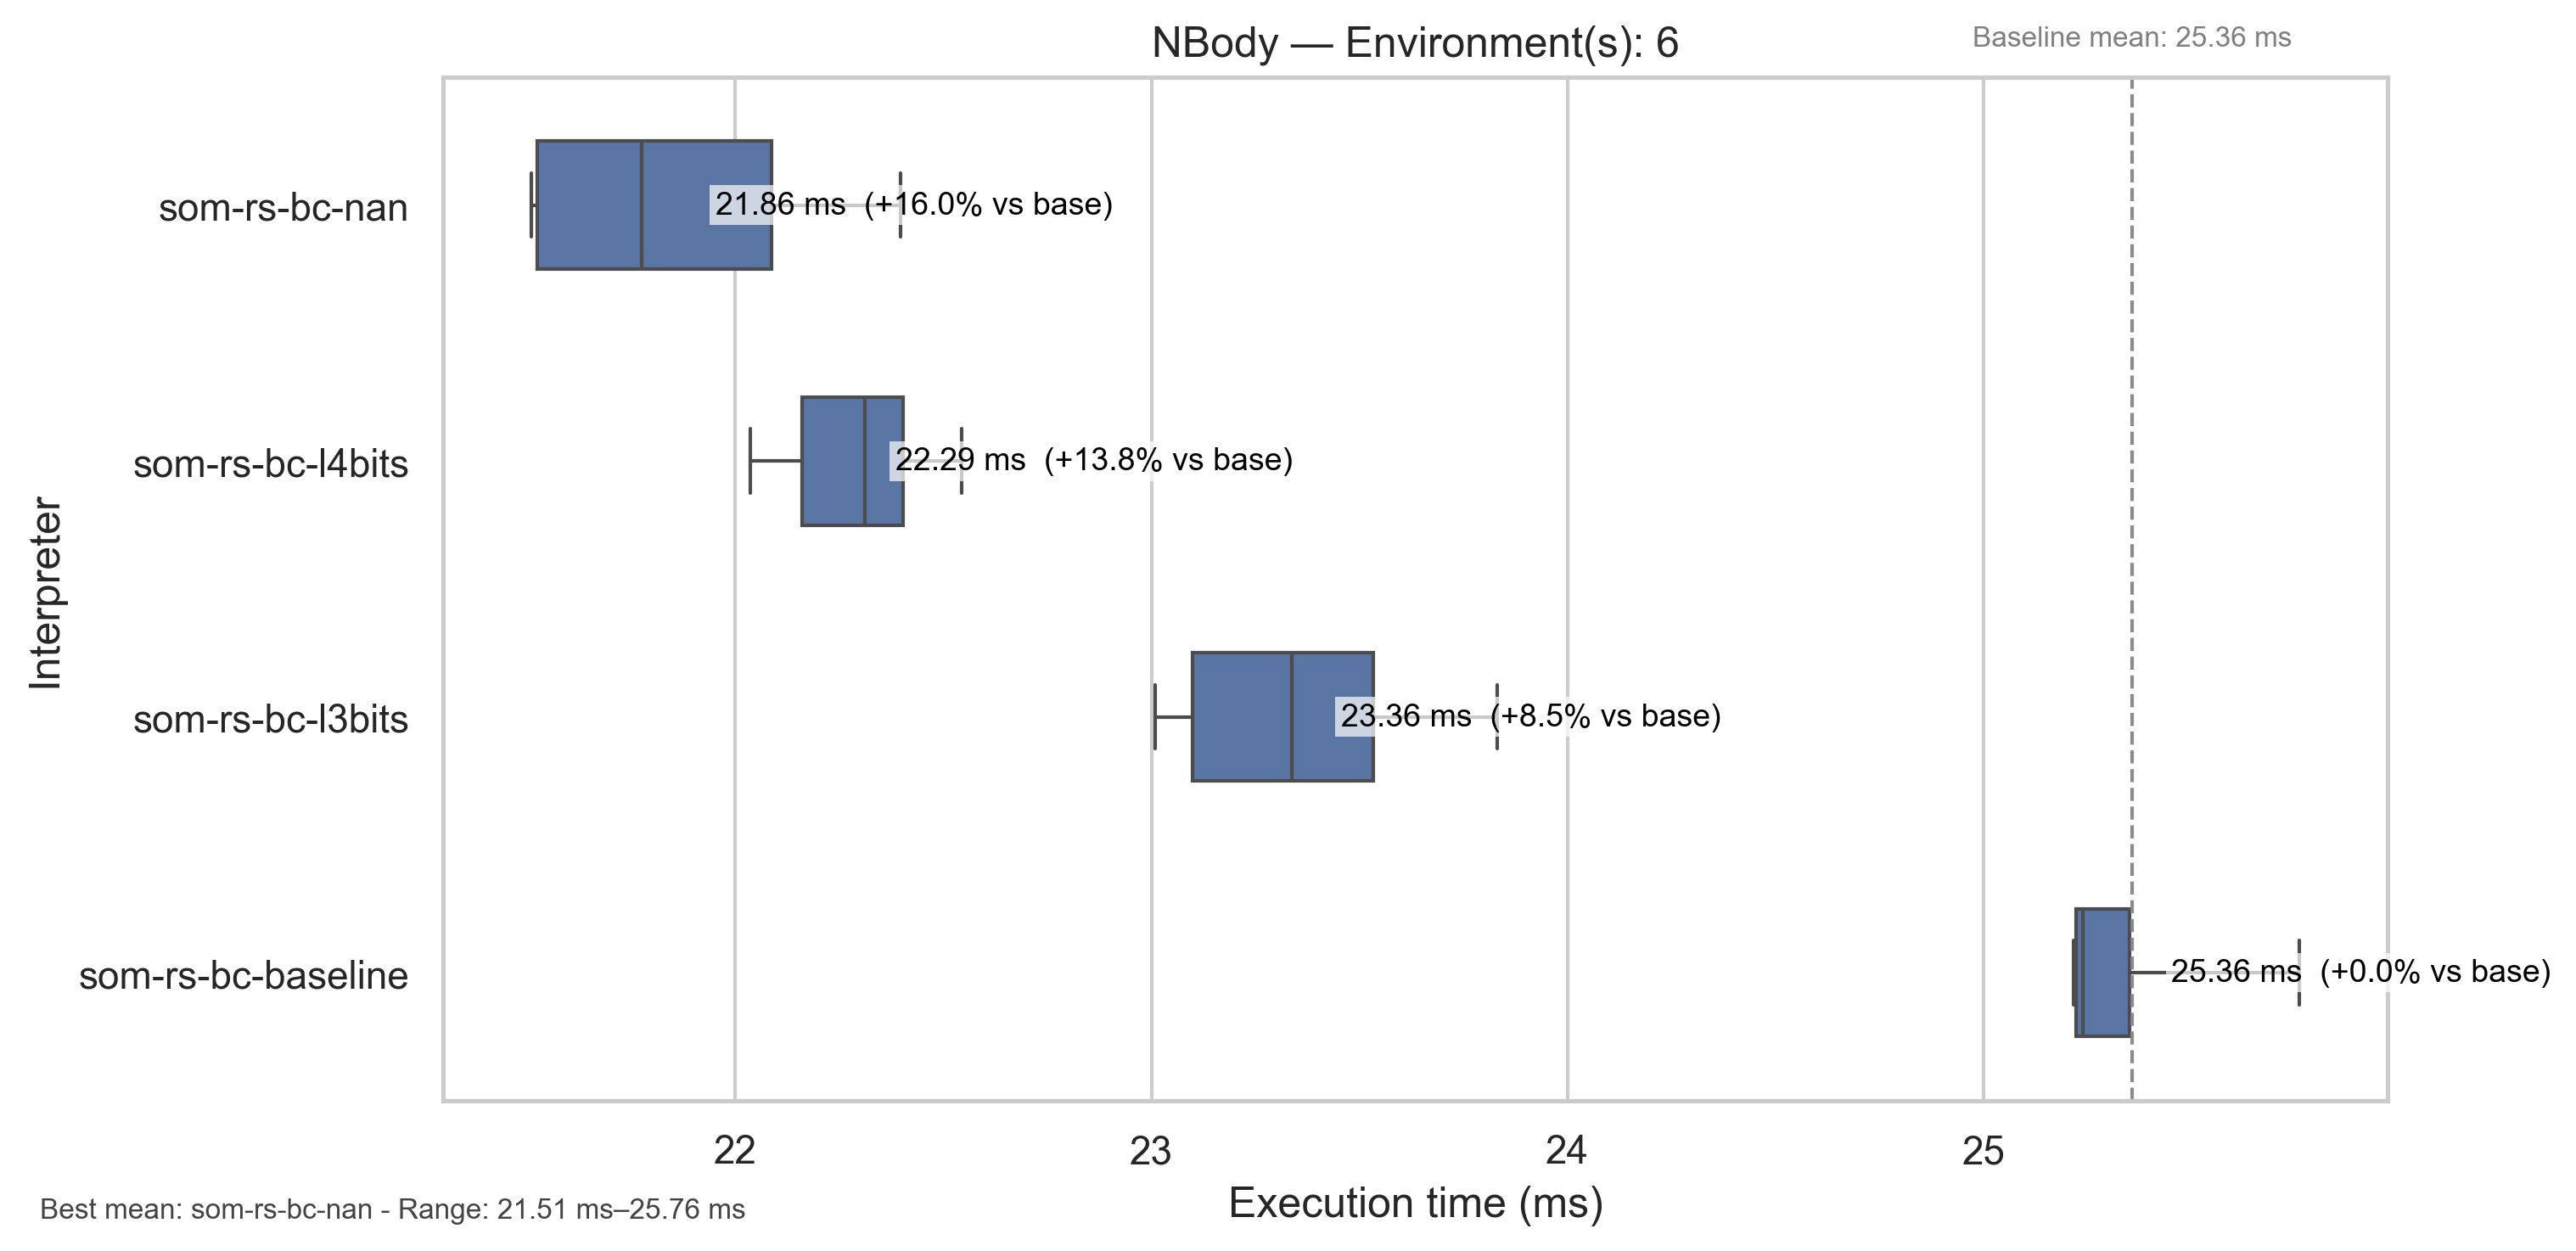 NBody — Environment(s): 6
Baseline mean: 25.36 ms
Interpreter
som-rs-bc-nan
21.86 ms (+16.0% vs base)
som-rs-bc-l4bits
22.29 ms (+13.8% vs base)
som-rs-bc-l3bits
23.36 ms (+8.5% vs base)
som-rs-bc-baseline
25.36 ms (+0.0% vs base)
22 23 24 25
Execution time (ms)
Best mean: som-rs-bc-nan - Range: 21.51 ms–25.76 ms